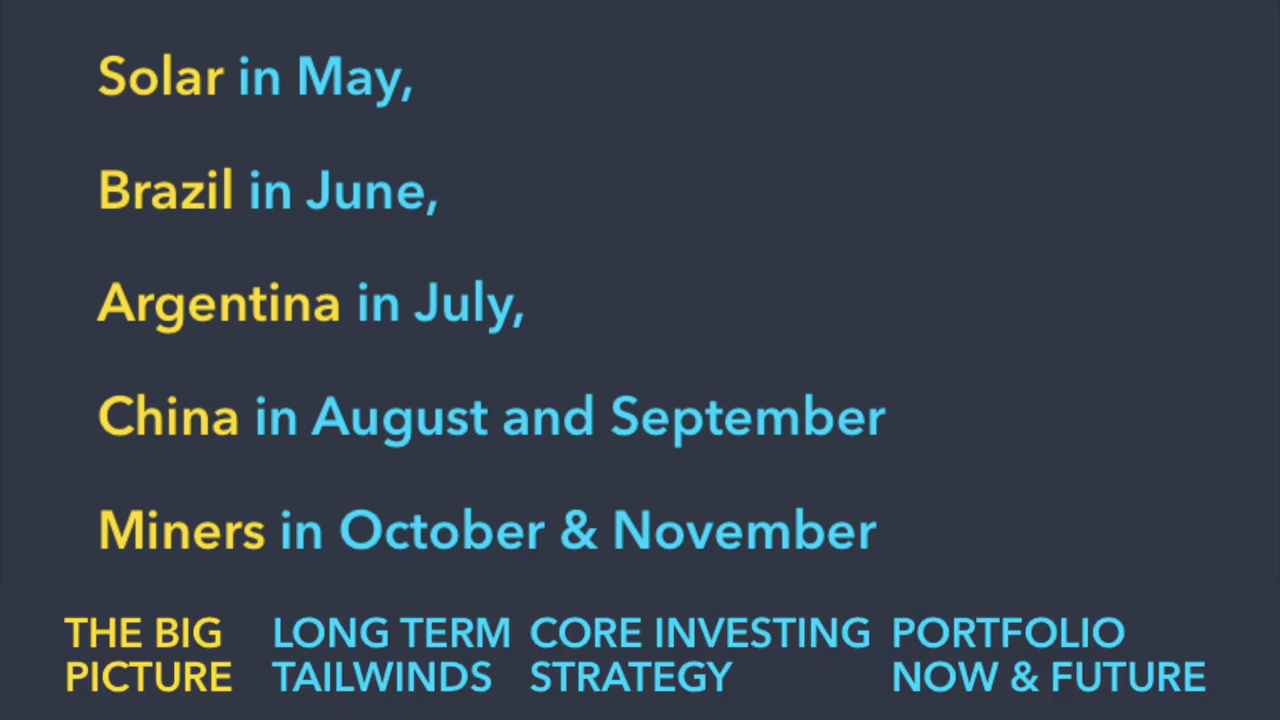 Solar in May,
Brazil in June,
Argentina in July,
China in August and September
Miners in October & November
THE BIG
PICTURE
LONG TERM
TAILWINDS
CORE INVESTING
STRATEGY
PORTFOLIO
NOW & FUTURE